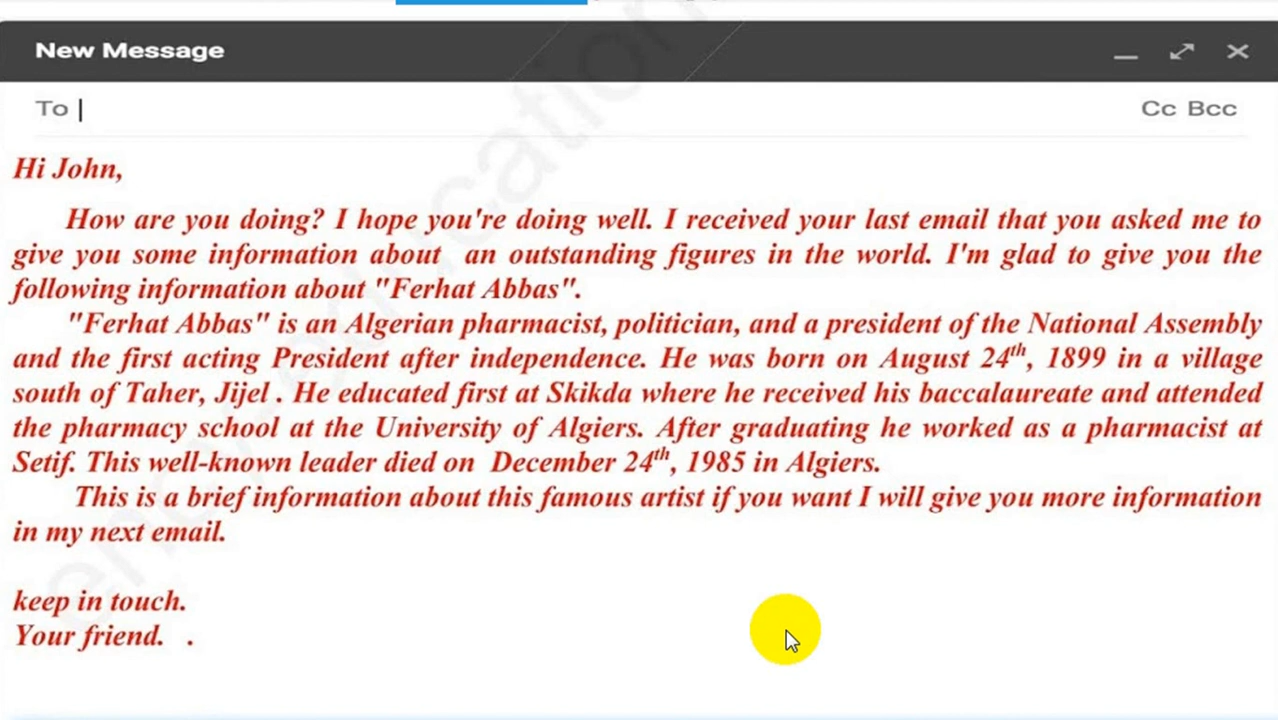 New Message
To
Cc Bcc
Hi John,
How are you doing? I hope you're doing well. I received your last email that you asked me to
give you some information about an outstanding figures in the world. I'm glad to give you the
following information about "Ferhat Abbas".
"Ferhat Abbas" is an Algerian pharmacist, politician, and a president of the National Assembly
and the first acting President after independence. He was born on August 24th, 1899 in a village
south of Taher, Jijel . He educated first at Skikda where he received his baccalaureate and attended
the pharmacy school at the University of Algiers. After graduating he worked as a pharmacist at
Setif. This well-known leader died on December 24th, 1985 in Algiers.
This is a brief information about this famous artist if you want I will give you more information
in my next email.
keep in touch.
Your friend. .